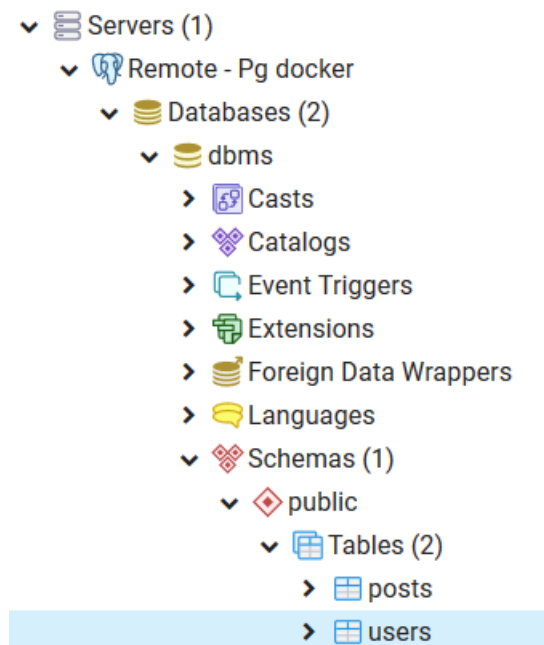 Servers (1)
Remote - Pg docker
Databases (2)
dbms
Casts
Catalogs
Event Triggers
Extensions
Foreign Data Wrappers
Languages
Schemas (1)
public
Tables (2)
posts
users